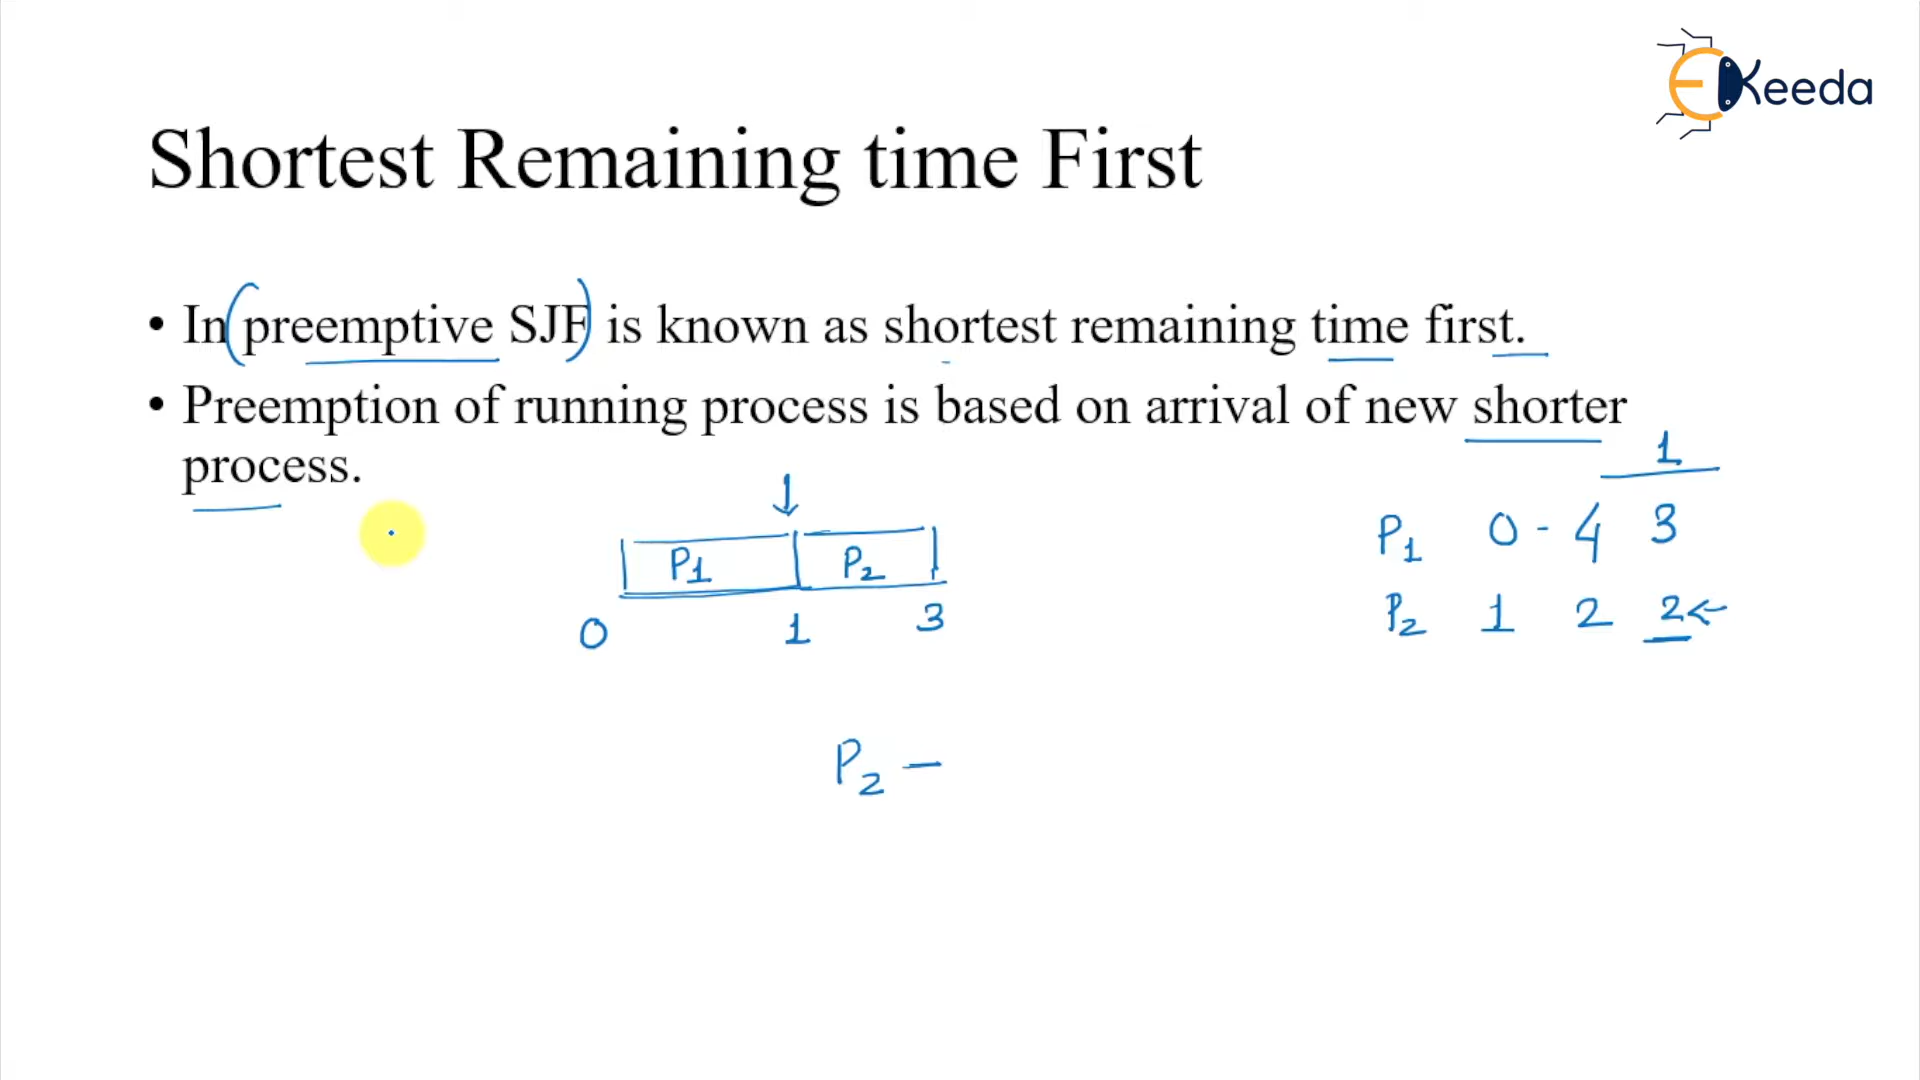 EKeeda
Shortest Remaining time First
• In (preemptive SJF) is known as shortest remaining time first.
• Preemption of running process is based on arrival of new shorter
process.
1
P1 0 - 4 3
P2 1 2 2←
P1 P2
0 1 3
P2 —